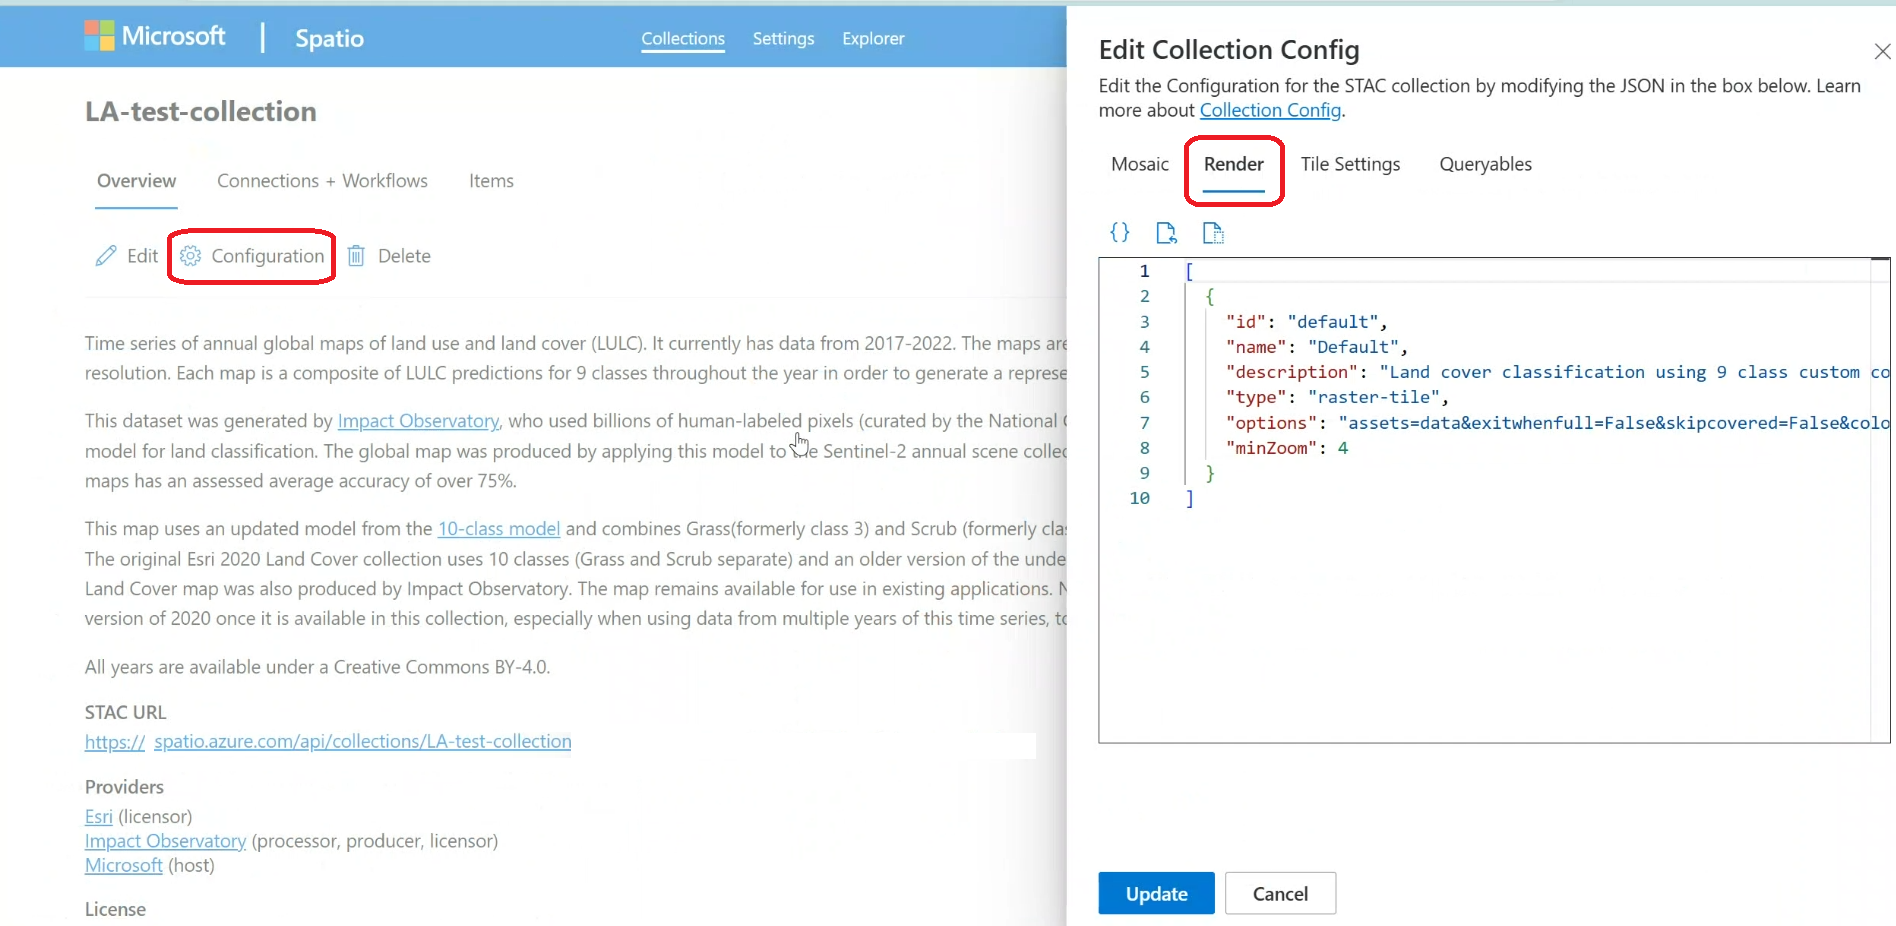 Microsoft | Spatio
Collections Settings Explorer
LA-test-collection
Overview Connections + Workflows Items
Edit Configuration Delete
Time series of annual global maps of land use and land cover (LULC). It currently has data from 2017-2022. The maps are
resolution. Each map is a composite of LULC predictions for 9 classes throughout the year in order to generate a represe
This dataset was generated by Impact Observatory, who used billions of human-labeled pixels (curated by the National
model for land classification. The global map was produced by applying this model to the Sentinel-2 annual scene collec
maps has an assessed average accuracy of over 75%.
This map uses an updated model from the 10-class model and combines Grass(formerly class 3) and Scrub (formerly cla
The original Esri 2020 Land Cover collection uses 10 classes (Grass and Scrub separate) and an older version of the unde
Land Cover map was also produced by Impact Observatory. The map remains available for use in existing applications. N
version of 2020 once it is available in this collection, especially when using data from multiple years of this time series, to
All years are available under a Creative Commons BY-4.0.
STAC URL
https:// spatio.azure.com/api/collections/LA-test-collection
Providers
Esri (licensor)
Impact Observatory (processor, producer, licensor)
Microsoft (host)
License
Edit Collection Config
Edit the Configuration for the STAC collection by modifying the JSON in the box below. Learn
more about Collection Config.
Mosaic Render Tile Settings Queryables
{}
1 [
2 {
3 "id": "default",
4 "name": "Default",
5 "description": "Land cover classification using 9 class custom co
6 "type": "raster-tile",
7 "options": "assets=data&exitwhenfull=False&skipcovered=False&colo
8 "minZoom": 4
9 }
10 ]
Update Cancel